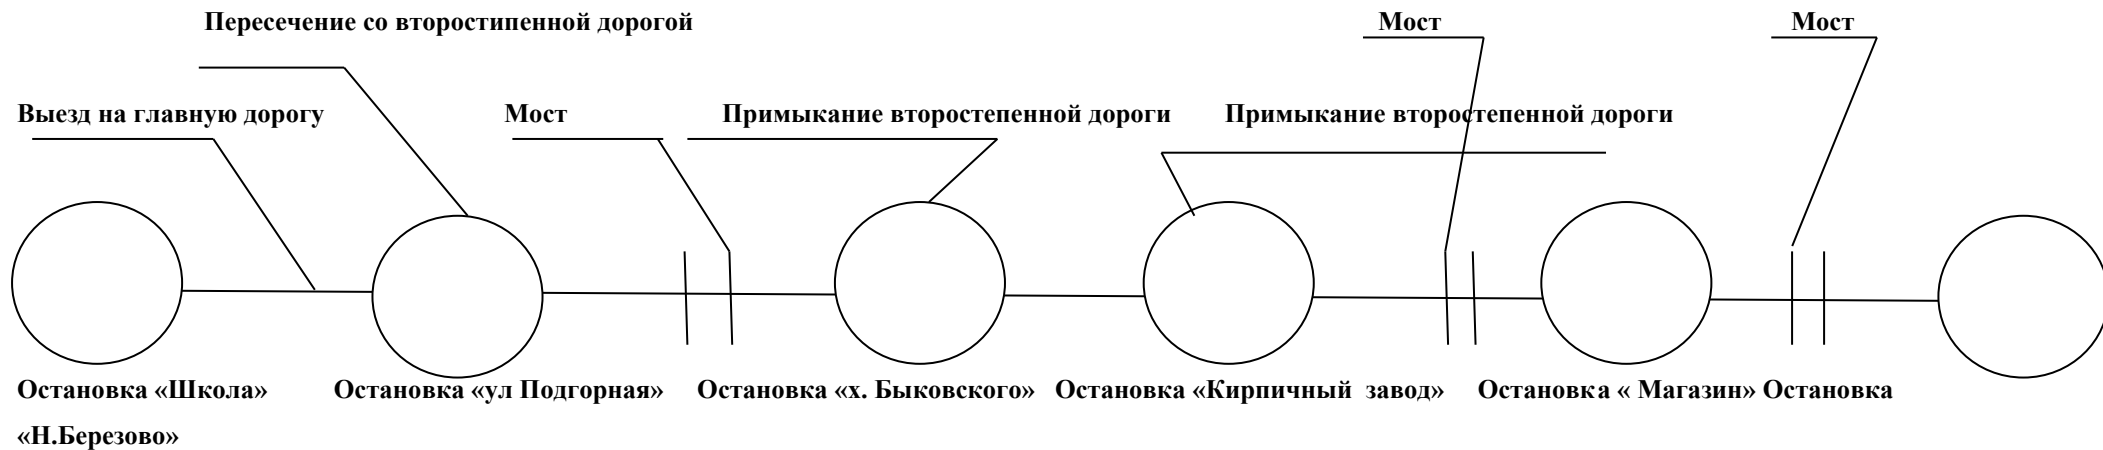 Пересечение со второстипенной дорогой
Мост
Мост
Выезд на главную дорогу
Мост
Примыкание второстепенной дороги
Примыкание второстепенной дороги
Остановка «Школа»
Остановка «ул Подгорная»
Остановка «х. Быковского»
Остановка «Кирпичный завод»
Остановка « Магазин» Остановка
«Н.Березово»